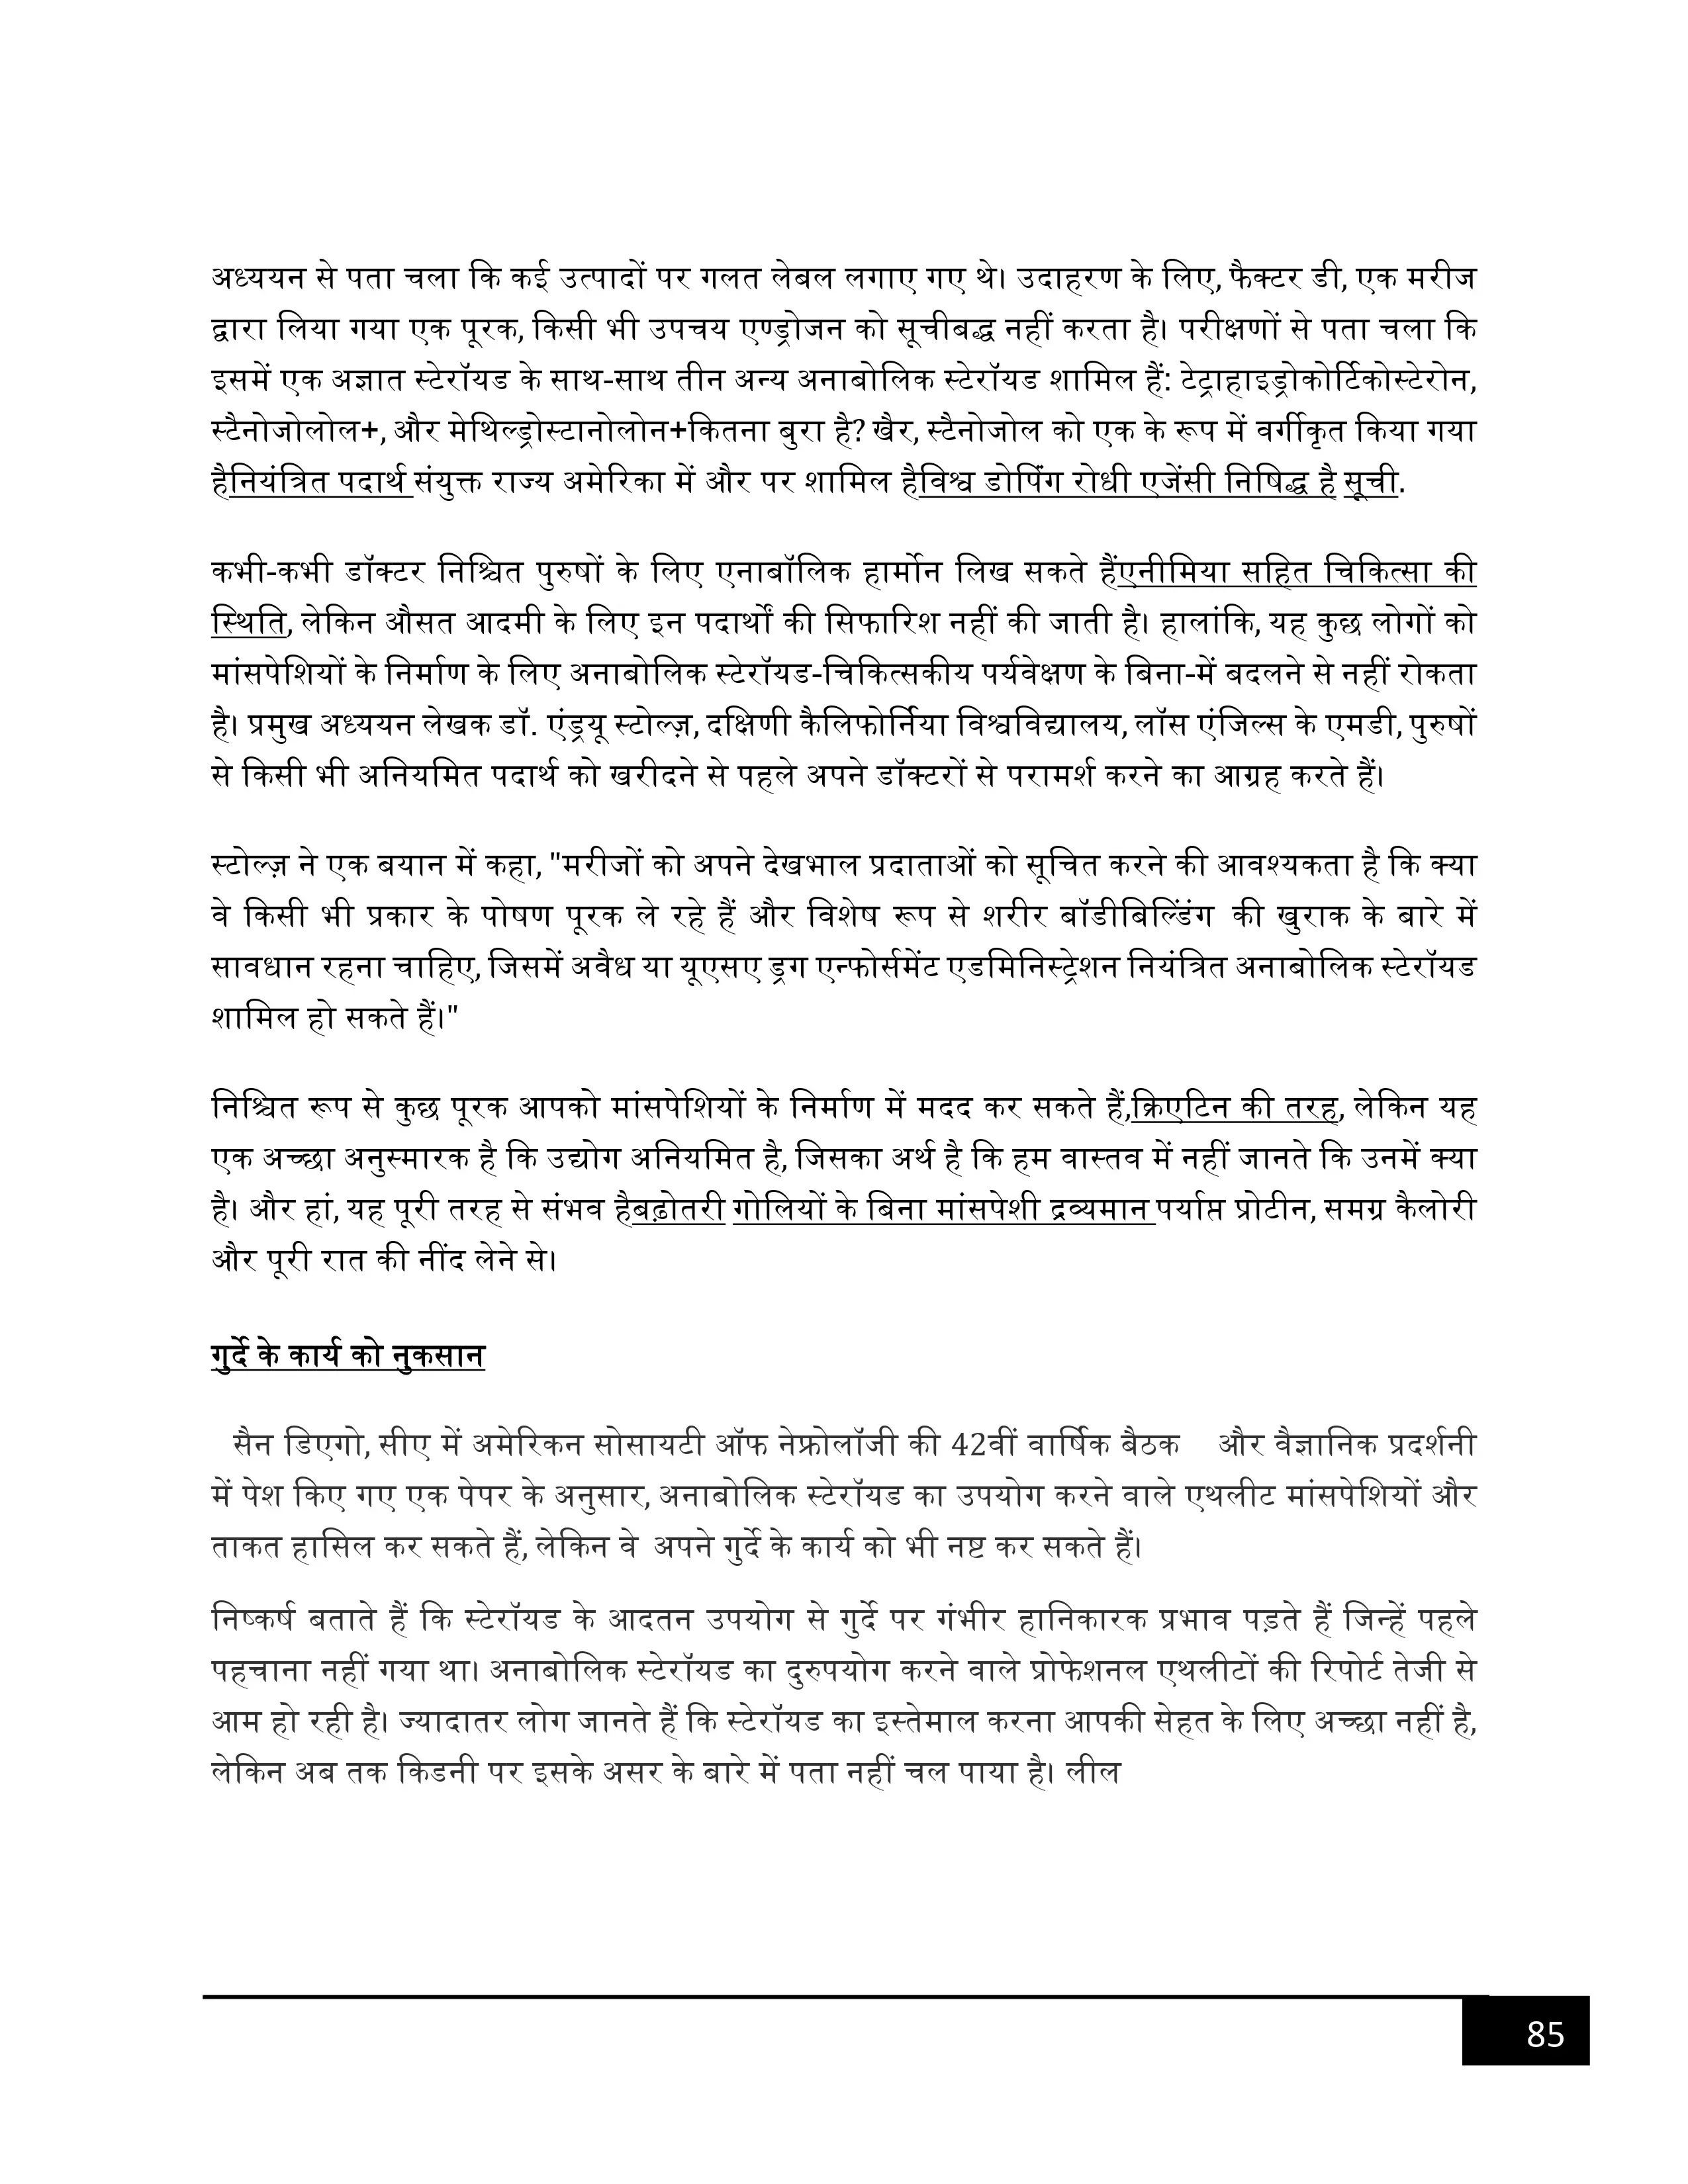 अध्ययन से पता चला कि कई उत्पादों पर गलत लेबल लगाए गए थे। उदाहरण के लिए, फैक्टर डी, एक मरीज
द्वारा लिया गया एक पूरक, किसी भी उपचय एण्ड्रोजन को सूचीबद्ध नहीं करता है। परीक्षणों से पता चला कि
इसमें एक अज्ञात स्टेरॉयड के साथ-साथ तीन अन्य अनाबोलिक स्टेरॉयड शामिल हैं: टेट्राहाइड्रोकोर्टिकोस्टेरोन,
स्टैनोजोलोल+, और मेथिल्ड्रोस्टानोलोन+कितना बुरा है? खैर, स्टैनोजोल को एक के रूप में वर्गीकृत किया गया
हैनियंत्रित पदार्थ संयुक्त राज्य अमेरिका में और पर शामिल हैविश्व डोपिंग रोधी एजेंसी निषिद्ध है सूची.
कभी-कभी डॉक्टर निश्चित पुरुषों के लिए एनाबॉलिक हार्मोन लिख सकते हैंएनीमिया सहित चिकित्सा की
स्थिति, लेकिन औसत आदमी के लिए इन पदार्थों की सिफारिश नहीं की जाती है। हालांकि, यह कुछ लोगों को
मांसपेशियों के निर्माण के लिए अनाबोलिक स्टेरॉयड-चिकित्सकीय पर्यवेक्षण के बिना-में बदलने से नहीं रोकता
है। प्रमुख अध्ययन लेखक डॉ. एंड्रयू स्टोल्ज़, दक्षिणी कैलिफोर्निया विश्वविद्यालय, लॉस एंजिल्स के एमडी, पुरुषों
से किसी भी अनियमित पदार्थ को खरीदने से पहले अपने डॉक्टरों से परामर्श करने का आग्रह करते हैं।
स्टोल्ज़ ने एक बयान में कहा, "मरीजों को अपने देखभाल प्रदाताओं को सूचित करने की आवश्यकता है कि क्या
वे किसी भी प्रकार के पोषण पूरक ले रहे हैं और विशेष रूप से शरीर बॉडीबिल्डिंग की खुराक के बारे में
सावधान रहना चाहिए, जिसमें अवैध या यूएसए ड्रग एन्फोर्समेंट एडमिनिस्ट्रेशन नियंत्रित अनाबोलिक स्टेरॉयड
शामिल हो सकते हैं।"
निश्चित रूप से कुछ पूरक आपको मांसपेशियों के निर्माण में मदद कर सकते हैं,क्रिएटिन की तरह, लेकिन यह
एक अच्छा अनुस्मारक है कि उद्योग अनियमित है, जिसका अर्थ है कि हम वास्तव में नहीं जानते कि उनमें क्या
है। और हां, यह पूरी तरह से संभव हैबढ़ोतरी गोलियों के बिना मांसपेशी द्रव्यमान पर्याप्त प्रोटीन, समग्र कैलोरी
और पूरी रात की नींद लेने से।
गुर्दे के कार्य को नुकसान
सैन डिएगो, सीए में अमेरिकन सोसायटी ऑफ नेफ्रोलॉजी की 42वीं वार्षिक बैठक और वैज्ञानिक प्रदर्शनी
में पेश किए गए एक पेपर के अनुसार, अनाबोलिक स्टेरॉयड का उपयोग करने वाले एथलीट मांसपेशियों और
ताकत हासिल कर सकते हैं, लेकिन वे अपने गुर्दे के कार्य को भी नष्ट कर सकते हैं।
निष्कर्ष बताते हैं कि स्टेरॉयड के आदतन उपयोग से गुर्दे पर गंभीर हानिकारक प्रभाव पड़ते हैं जिन्हें पहले
पहचाना नहीं गया था। अनाबोलिक स्टेरॉयड का दुरुपयोग करने वाले प्रोफेशनल एथलीटों की रिपोर्ट तेजी से
आम हो रही है। ज्यादातर लोग जानते हैं कि स्टेरॉयड का इस्तेमाल करना आपकी सेहत के लिए अच्छा नहीं है,
लेकिन अब तक किडनी पर इसके असर के बारे में पता नहीं चल पाया है। लील
85